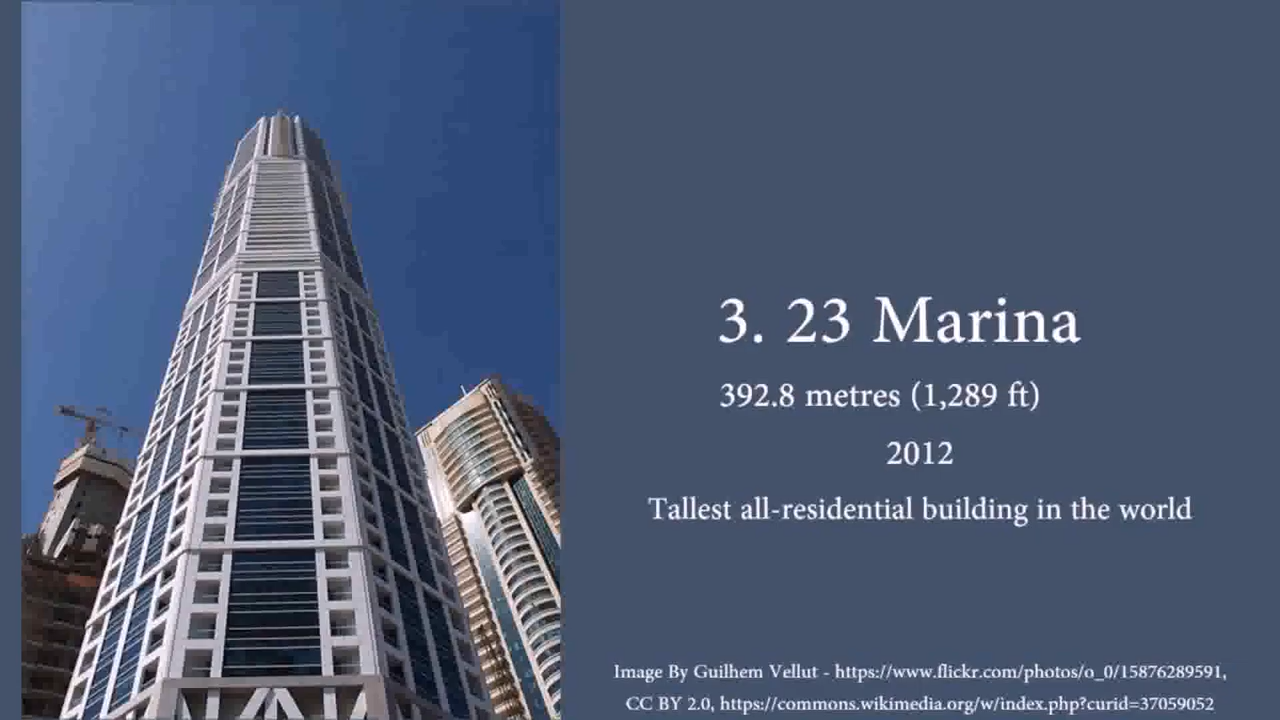 3. 23 Marina
392.8 metres (1,289 ft)
2012
Tallest all-residential building in the world
Image By Guilhem Vellut - https://www.flickr.com/photos/o_0/15876289591,
CC BY 2.0, https://commons.wikimedia.org/w/index.php?curid=37059052